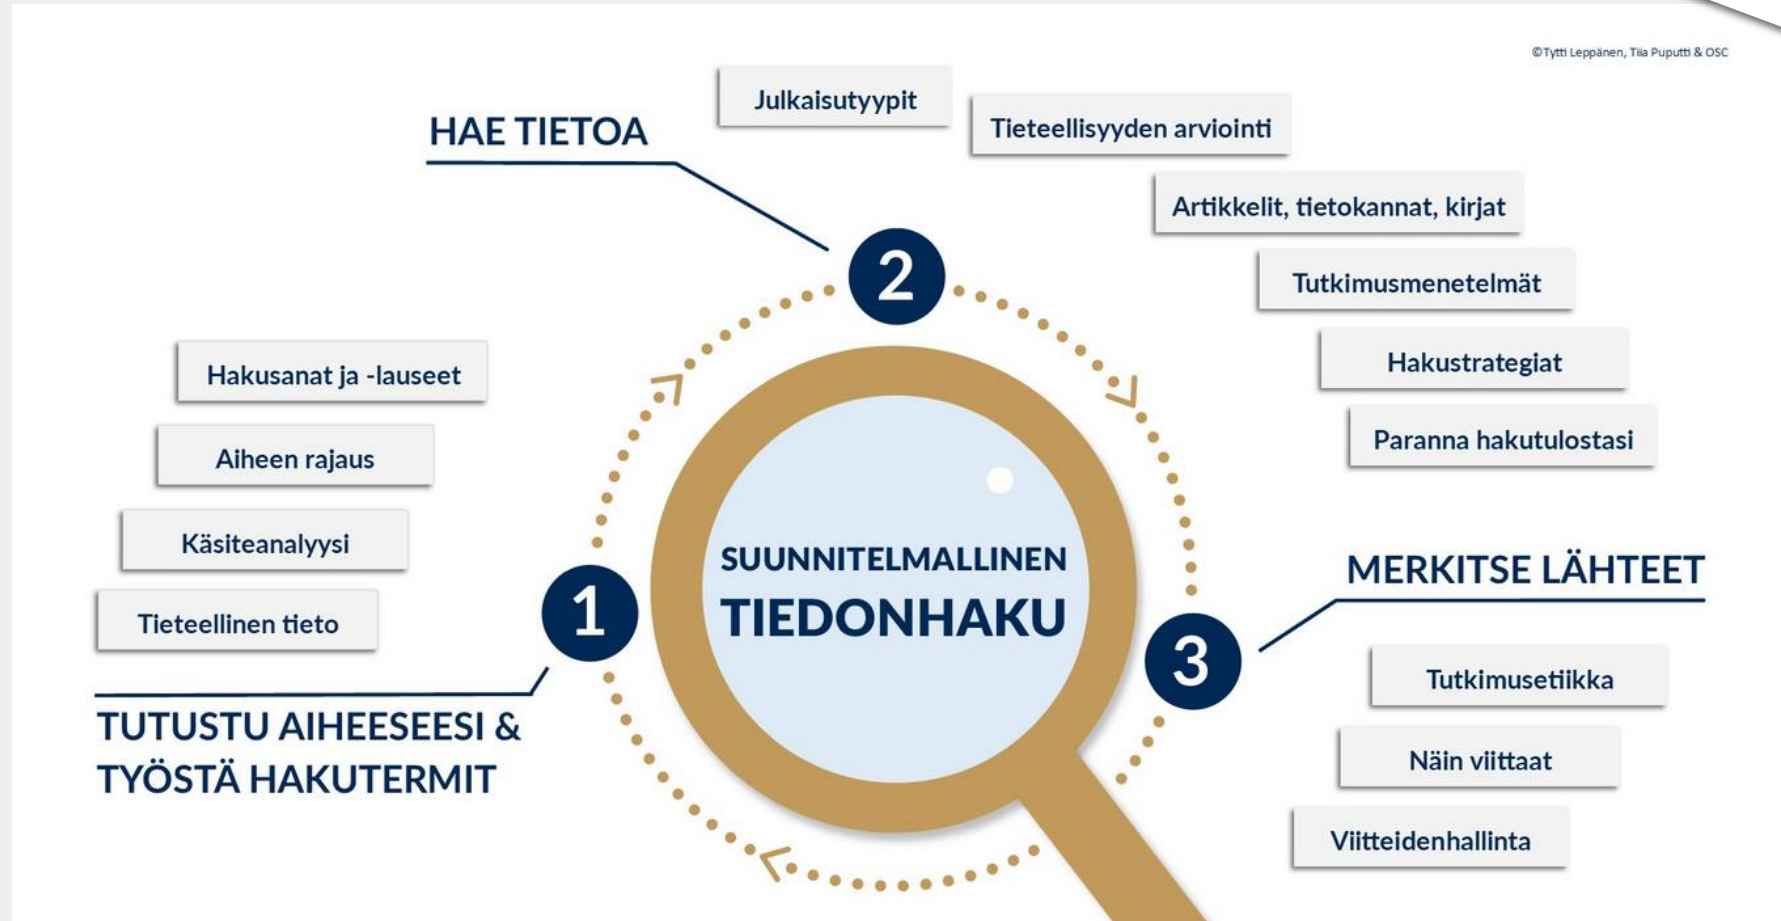 ©Tytti Leppänen, Tiia Puputti & OSC
SUUNNITELMALLINEN
TIEDONHAKU
1
TUTUSTU AIHEESEESI &
TYÖSTÄ HAKUTERMIT
Tieteellinen tieto
Käsiteanalyysi
Aiheen rajaus
Hakusanat ja -lauseet
2
HAE TIETOA
Julkaisutyypit
Tieteellisyyden arviointi
Artikkelit, tietokannat, kirjat
Tutkimusmenetelmät
Hakustrategiat
Paranna hakutulostasi
3
MERKITSE LÄHTEET
Tutkimusetiikka
Näin viittaat
Viitteidenhallinta